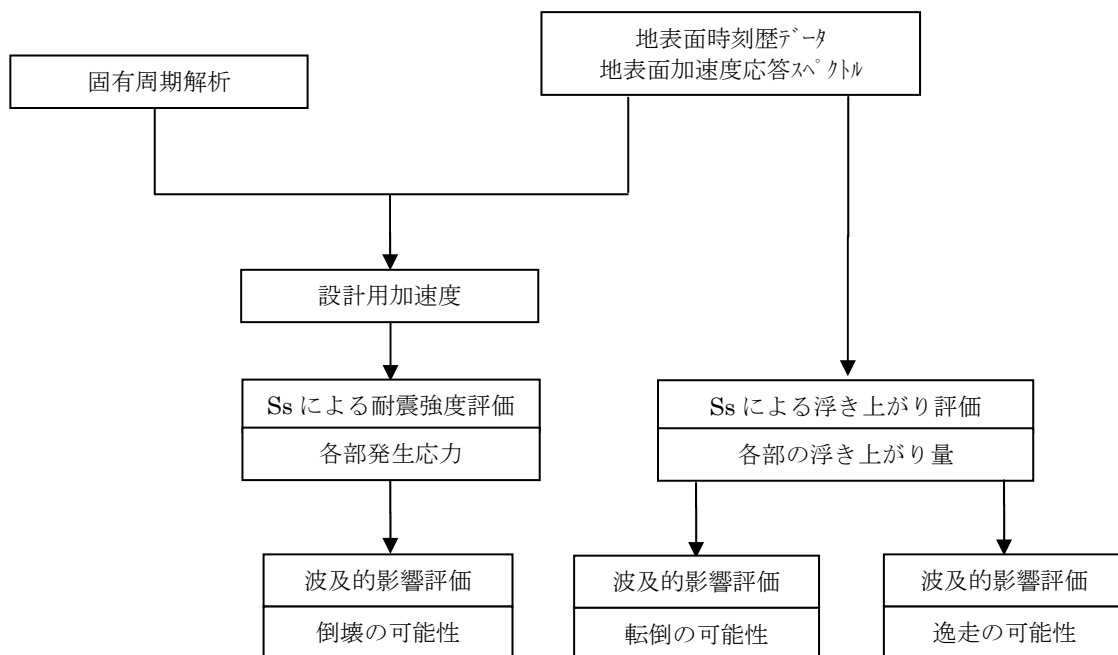 地表面時刻歴ﾃﾞｰﾀ
地表面加速度応答ｽﾍﾟｸﾄﾙ
固有周期解析
設計用加速度
Ss による耐震強度評価
各部発生応力
Ss による浮き上がり評価
各部の浮き上がり量
波及的影響評価
倒壊の可能性
波及的影響評価
転倒の可能性
波及的影響評価
逸走の可能性